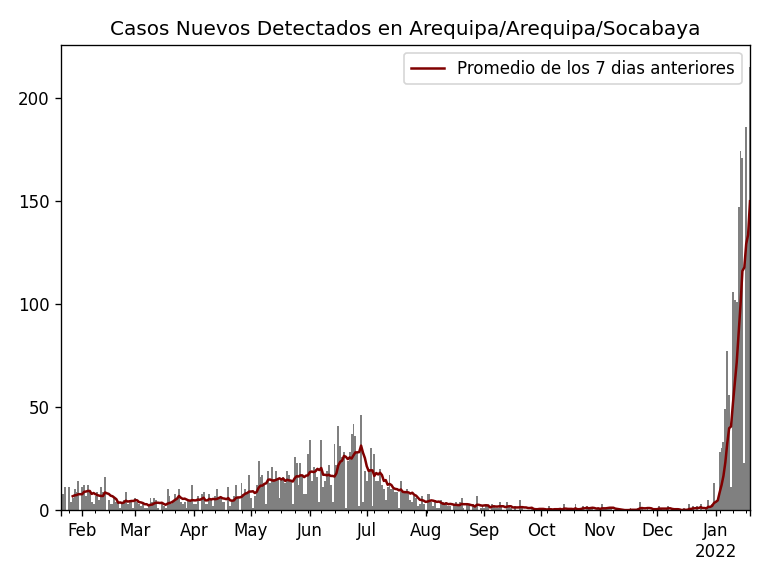 Casos Nuevos Detectados en Arequipa/Arequipa/Socabaya
Promedio de los 7 dias anteriores
200
150
100
50
0
Feb Mar Apr May Jun Jul Aug Sep Oct Nov Dec Jan
2022